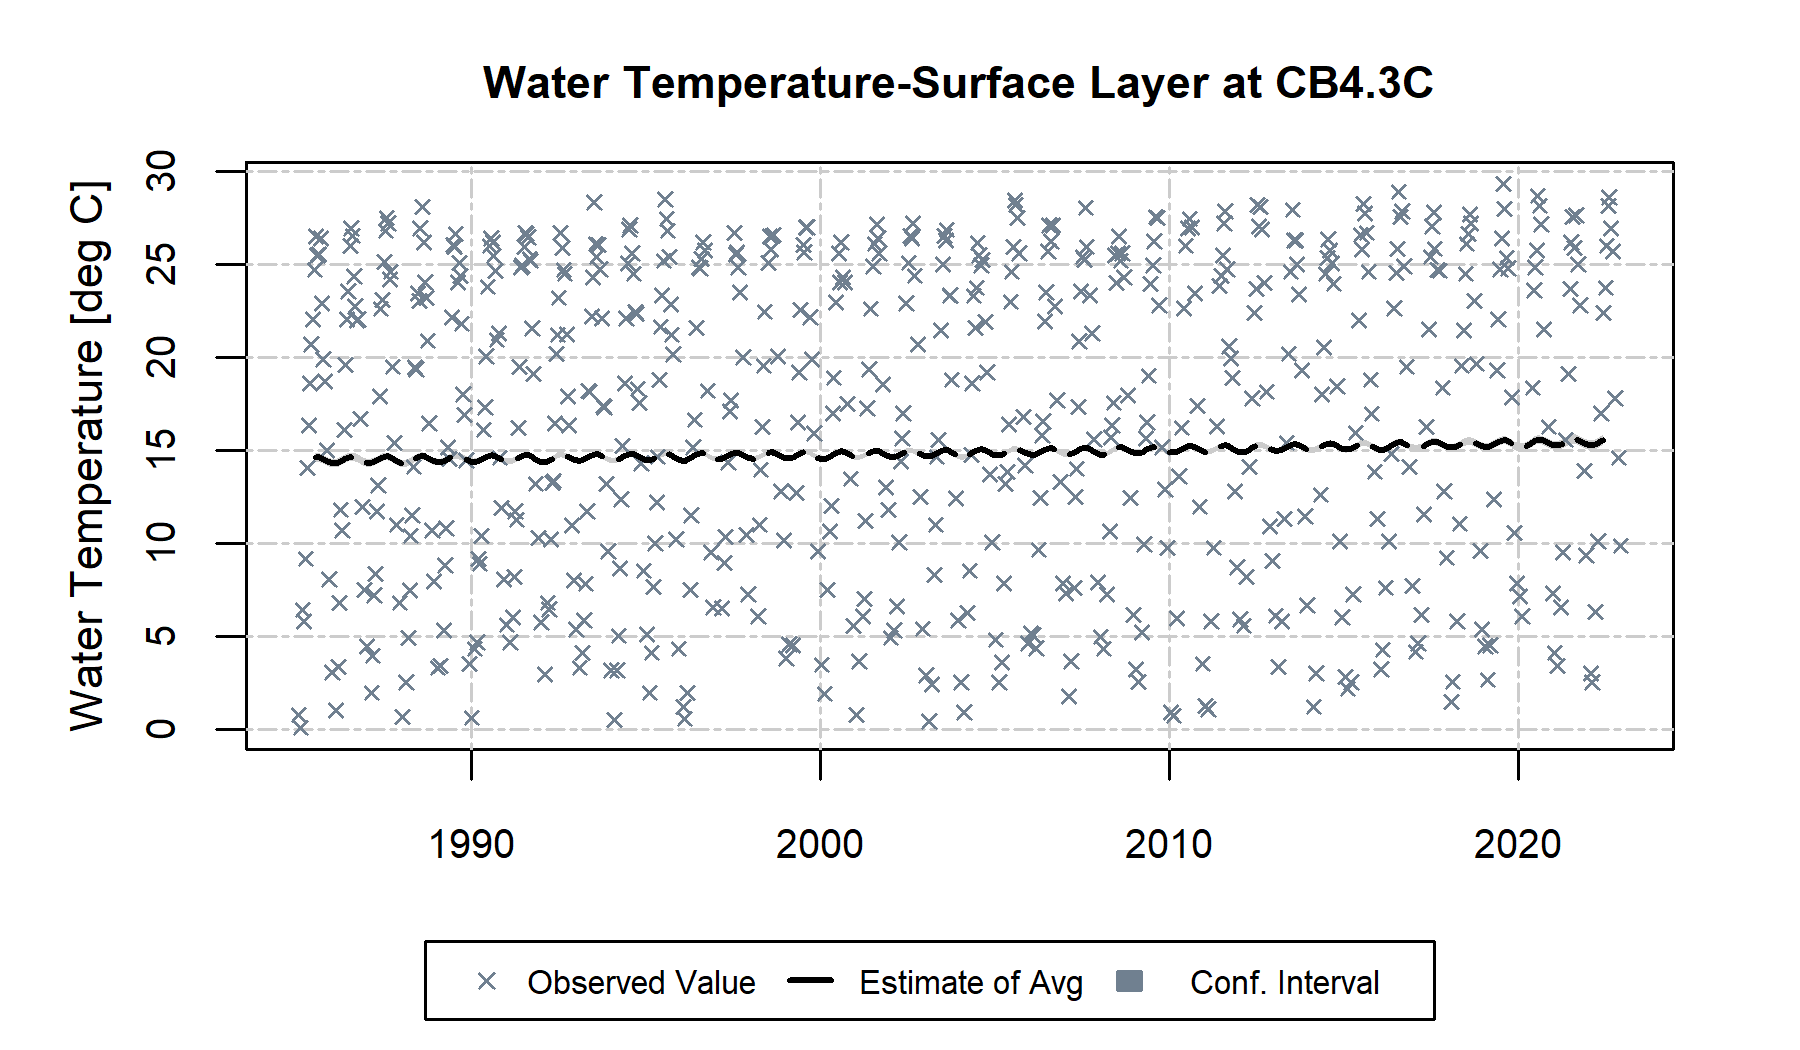 Water Temperature-Surface Layer at CB4.3C
Water Temperature [deg C]
30
25
20
15
10
5
0
1990 2000 2010 2020
Observed Value Estimate of Avg Conf. Interval